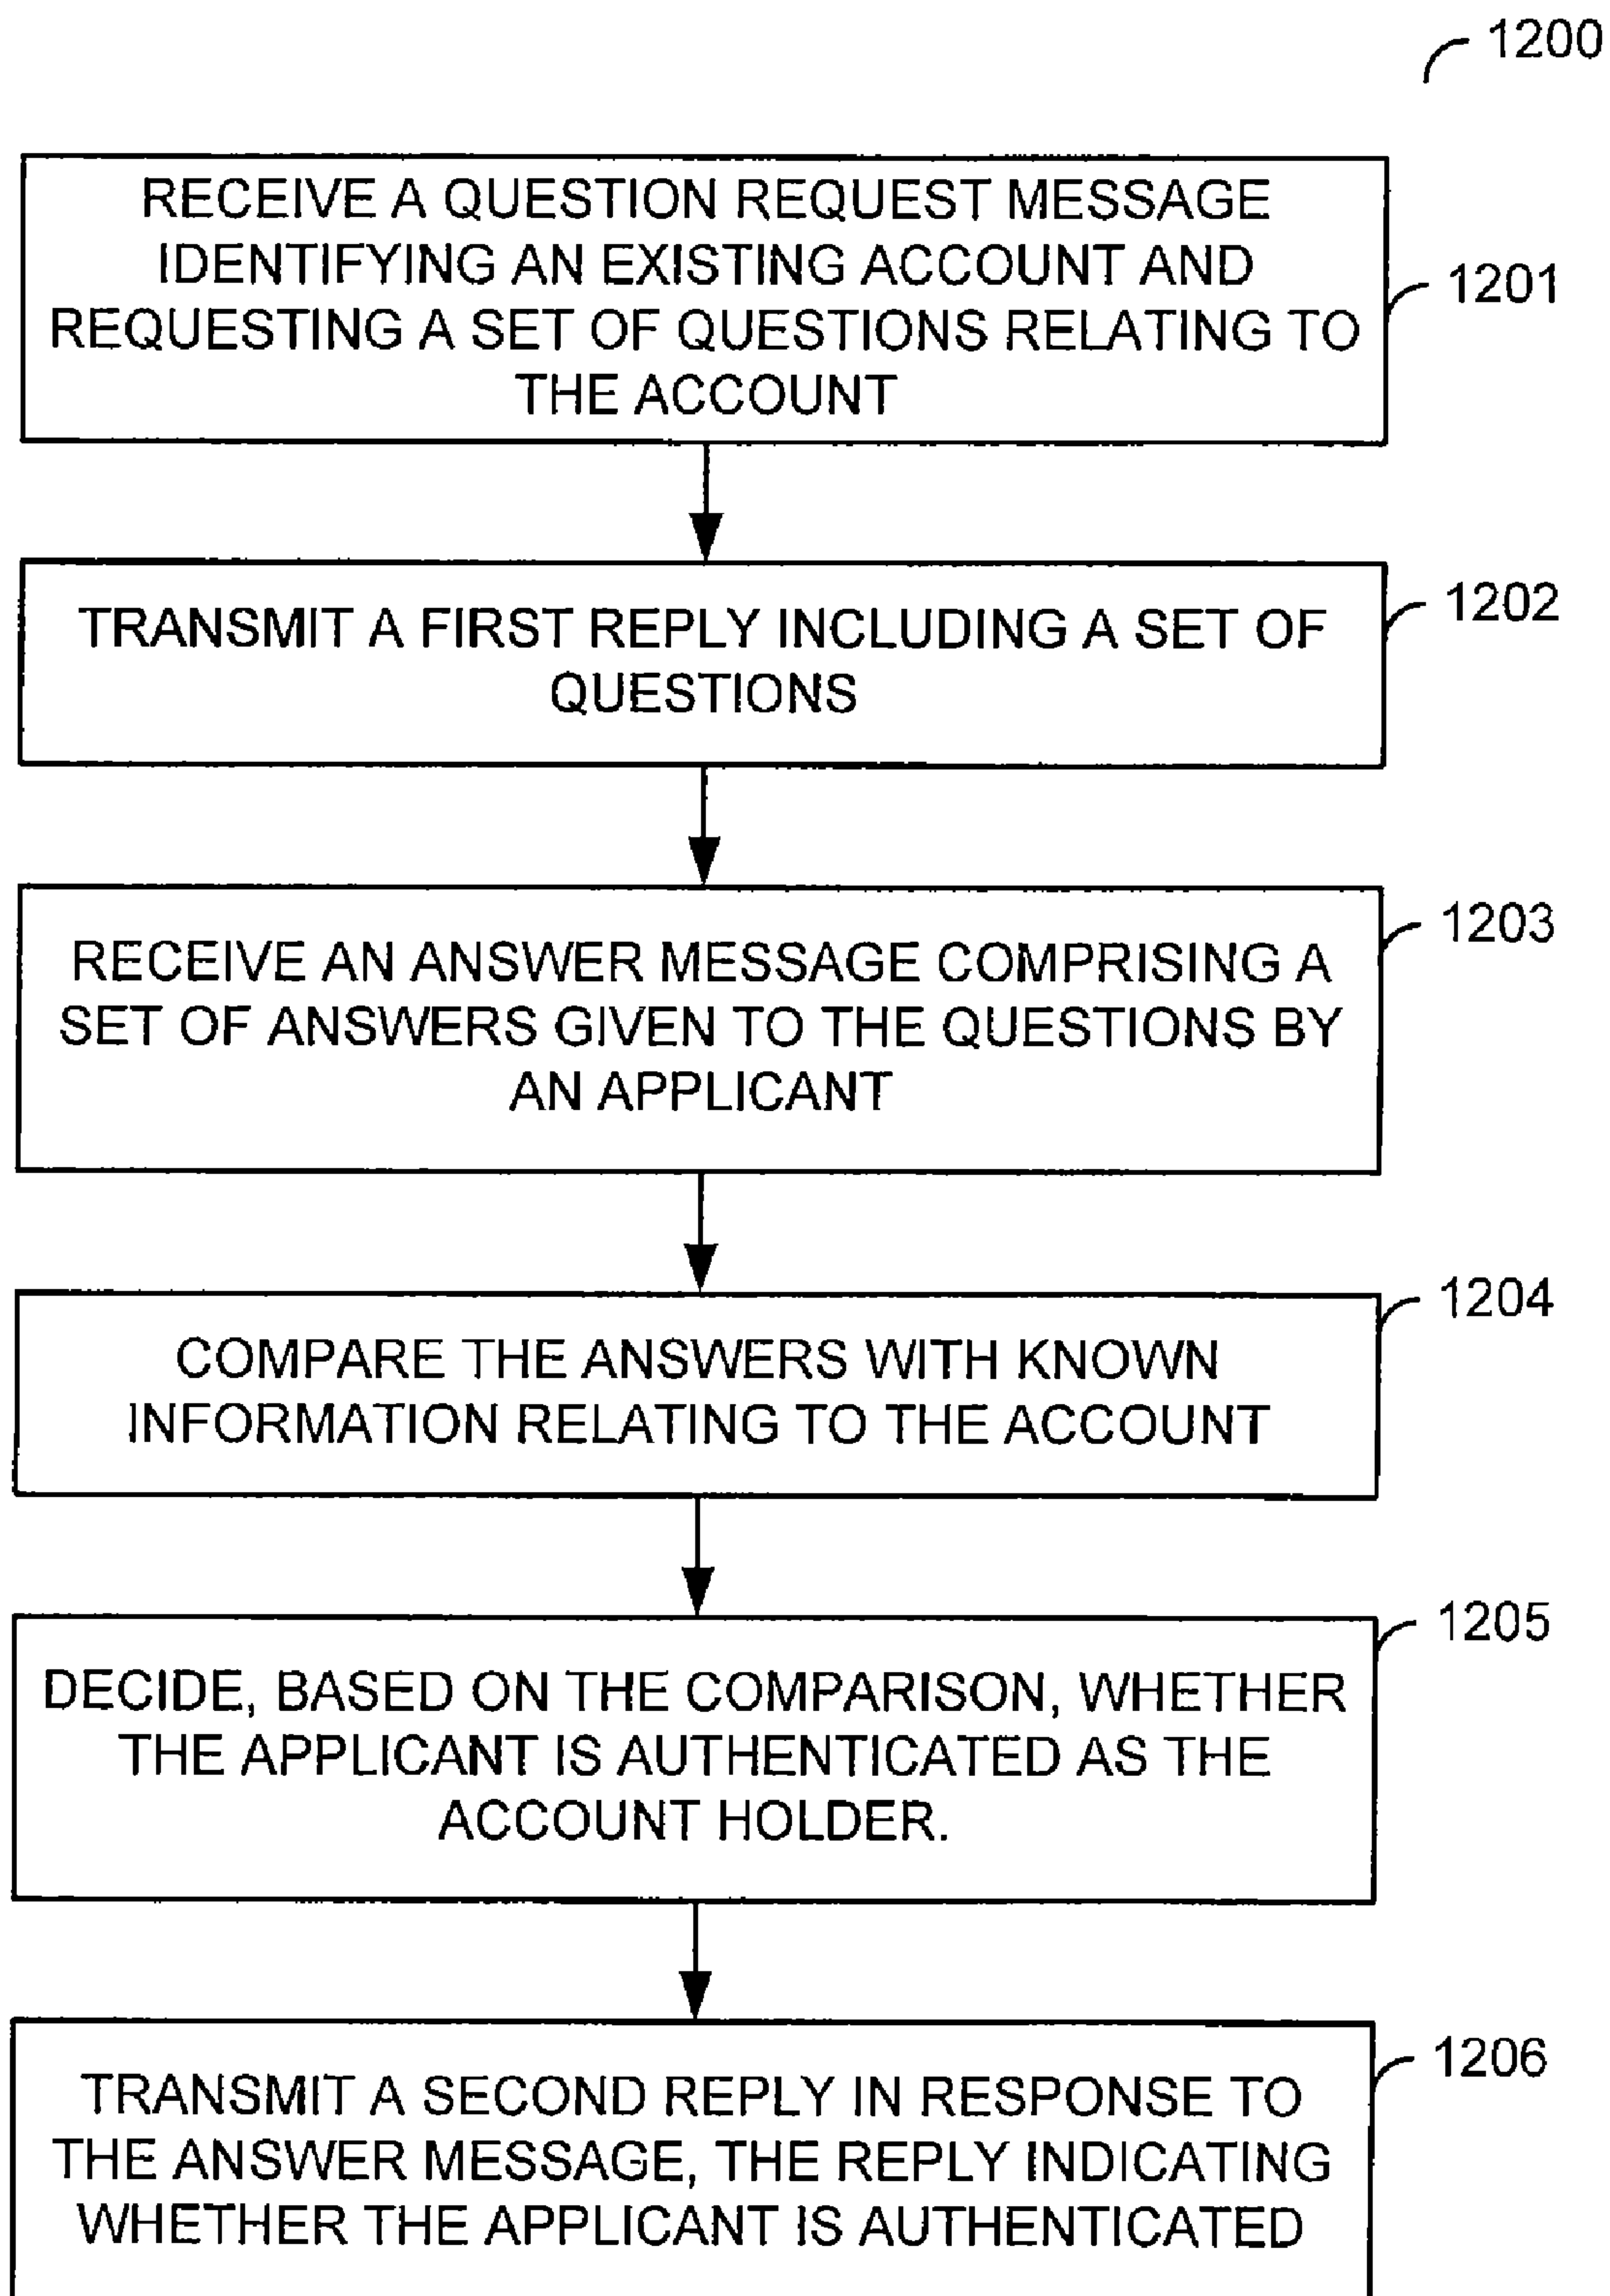 1200
RECEIVE A QUESTION REQUEST MESSAGE
IDENTIFYING AN EXISTING ACCOUNT AND
REQUESTING A SET OF QUESTIONS RELATING TO
THE ACCOUNT
1201
TRANSMIT A FIRST REPLY INCLUDING A SET OF
QUESTIONS
1202
RECEIVE AN ANSWER MESSAGE COMPRISING A
SET OF ANSWERS GIVEN TO THE QUESTIONS BY
AN APPLICANT
1203
COMPARE THE ANSWERS WITH KNOWN
INFORMATION RELATING TO THE ACCOUNT
1204
DECIDE, BASED ON THE COMPARISON, WHETHER
THE APPLICANT IS AUTHENTICATED AS THE
ACCOUNT HOLDER.
1205
TRANSMIT A SECOND REPLY IN RESPONSE TO
THE ANSWER MESSAGE, THE REPLY INDICATING
WHETHER THE APPLICANT IS AUTHENTICATED
1206